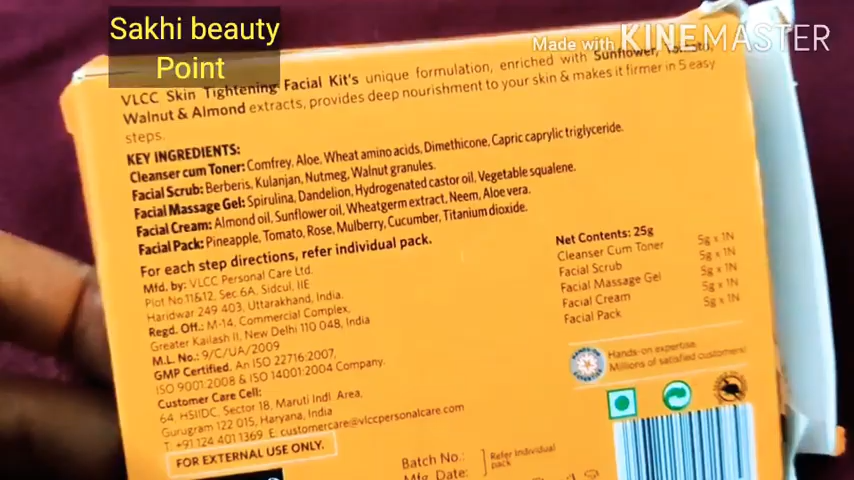 Sakhi beauty
Point
Made with KINEMASTER
VLCC Skin Tightening Facial Kit's unique formulation, enriched with Sunflower, Tomato,
Walnut & Almond extracts, provides deep nourishment to your skin & makes it firmer in 5 easy
steps.
KEY INGREDIENTS:
Cleanser cum Toner: Comfrey, Aloe, Wheat amino acids, Dimethicone, Capric caprylic triglyceride.
Facial Scrub: Berberis, Kulanjan, Nutmeg, Walnut granules.
Facial Massage Gel: Spirulina, Dandelion, Hydrogenated castor oil, Vegetable squalene.
Facial Cream: Almond oil, Sunflower oil, Wheatgerm extract, Neem, Aloe vera.
Facial Pack: Pineapple, Tomato, Rose, Mulberry, Cucumber, Titanium dioxide.
For each step directions, refer individual pack.
Mfd. by: VLCC Personal Care Ltd.
Plot No.11&12, Sec 6A, Sidcul, IIE
Haridwar 249 403, Uttarakhand, India.
Regd. Off.: M-14, Commercial Complex,
Greater Kailash II, New Delhi 110 048, India
M.L. No.: 9/C/UA/2009
GMP Certified. An ISO 22716:2007,
ISO 9001:2008 & ISO 14001:2004 Company.
Customer Care Cell:
64 HSIIDC, Sector 18, Maruti Indl. Area,
Gurugram 122 015, Haryana, India
T. +91 124 401 1369 E: customercare@vlccpersonalcare.com
FOR EXTERNAL USE ONLY.
Net Contents: 25g
Cleanser Cum Toner 5g x 1N
Facial Scrub 5g x 1N
Facial Massage Gel 5g x 1N
Facial Cream 5g x 1N
Facial Pack 5g x 1N
Hands-on expertise.
Millions of satisfied customers!
Batch No.:
Mfg. Date:
Refer individual
pack